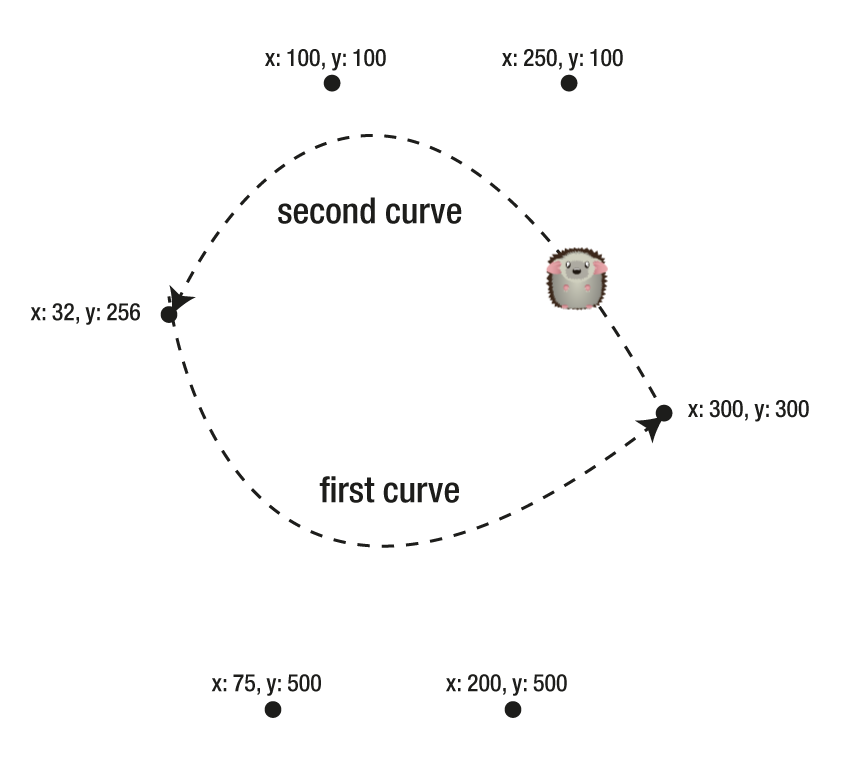 x: 100, y: 100
x: 250, y: 100
second curve
x: 32, y: 256
x: 300, y: 300
first curve
x: 75, y: 500
x: 200, y: 500